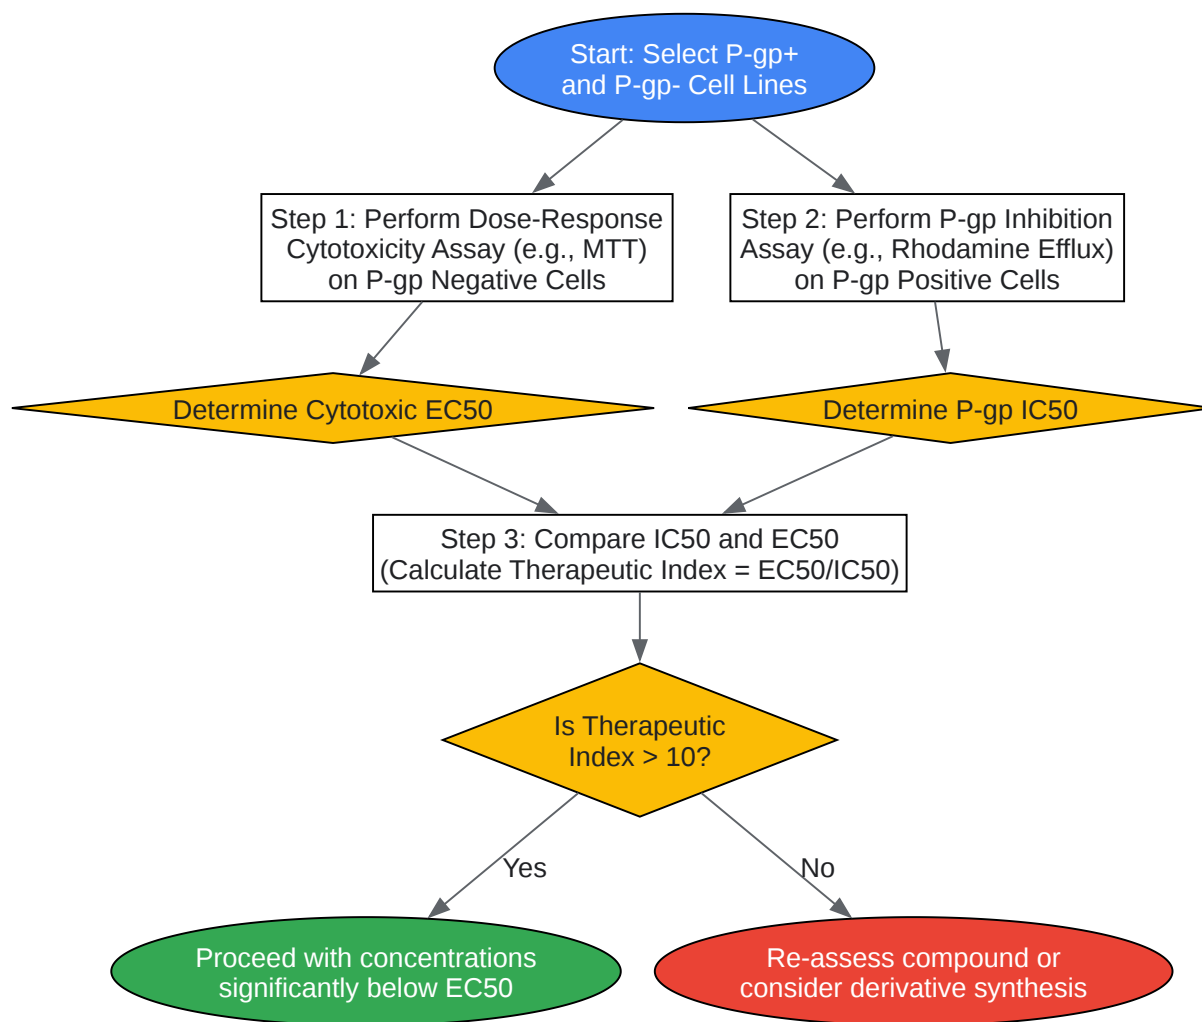 Start: Select P-gp+
and P-gp- Cell Lines
Step 1: Perform Dose-Response
Cytotoxicity Assay (e.g., MTT)
on P-gp Negative Cells
Step 2: Perform P-gp Inhibition
Assay (e.g., Rhodamine Efflux)
on P-gp Positive Cells
Determine Cytotoxic EC50
Determine P-gp IC50
Step 3: Compare IC50 and EC50
(Calculate Therapeutic Index = EC50/IC50)
Is Therapeutic
Index > 10?
Yes
No
Proceed with concentrations
significantly below EC50
Re-assess compound or
consider derivative synthesis